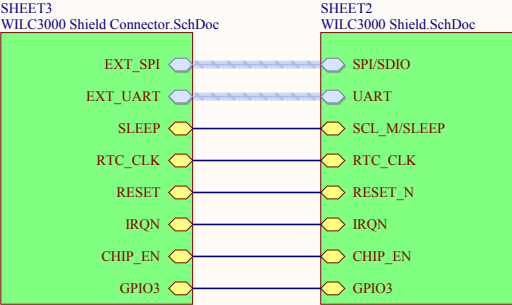 SHEET3
WILC3000 Shield Connector.SchDoc
EXT_SPI
EXT_UART
SLEEP
RTC_CLK
RESET
IRQN
CHIP_EN
GPIO3
SHEET2
WILC3000 Shield.SchDoc
SPI/SDIO
UART
SCL_M/SLEEP
RTC_CLK
RESET_N
IRQN
CHIP_EN
GPIO3